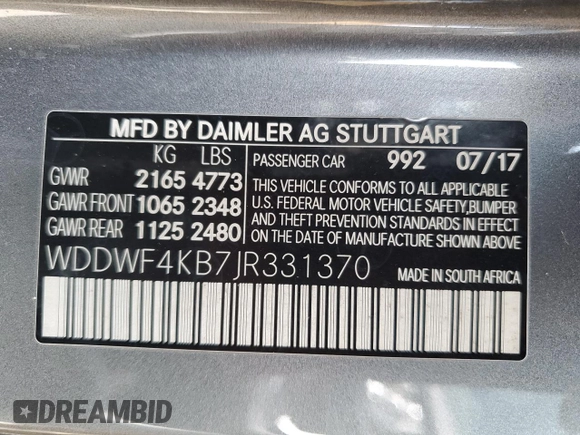 MFD BY DAIMLER AG STUTTGART
KG LBS
GVWR 2165 4773
GAWR FRONT 1065 2348
GAWR REAR 1125 2480
PASSENGER CAR 992 07/17
THIS VEHICLE CONFORMS TO ALL APPLICABLE
U.S. FEDERAL MOTOR VEHICLE SAFETY,BUMPER
AND THEFT PREVENTION STANDARDS IN EFFECT
ON THE DATE OF MANUFACTURE SHOWN ABOVE.
WDDWF4KB7JR331370
MADE IN SOUTH AFRICA
DREAMBID